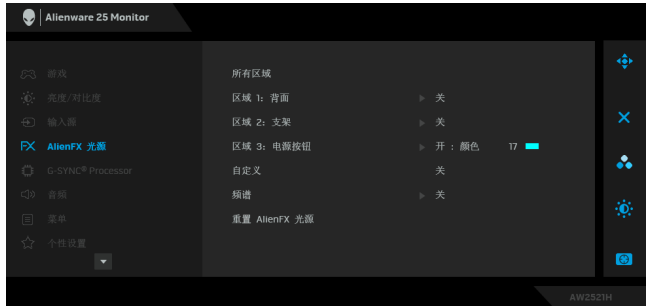 Alienware 25 Monitor
游戏
亮度/对比度
输入源
AlienFX 光源
G-SYNC® Processor
音频
菜单
个性设置
所有区域
区域 1: 背面 关
区域 2: 支架 关
区域 3: 电源按钮 开 : 颜色 17
自定义 关
频谱 关
重置 AlienFX 光源
AW2521H